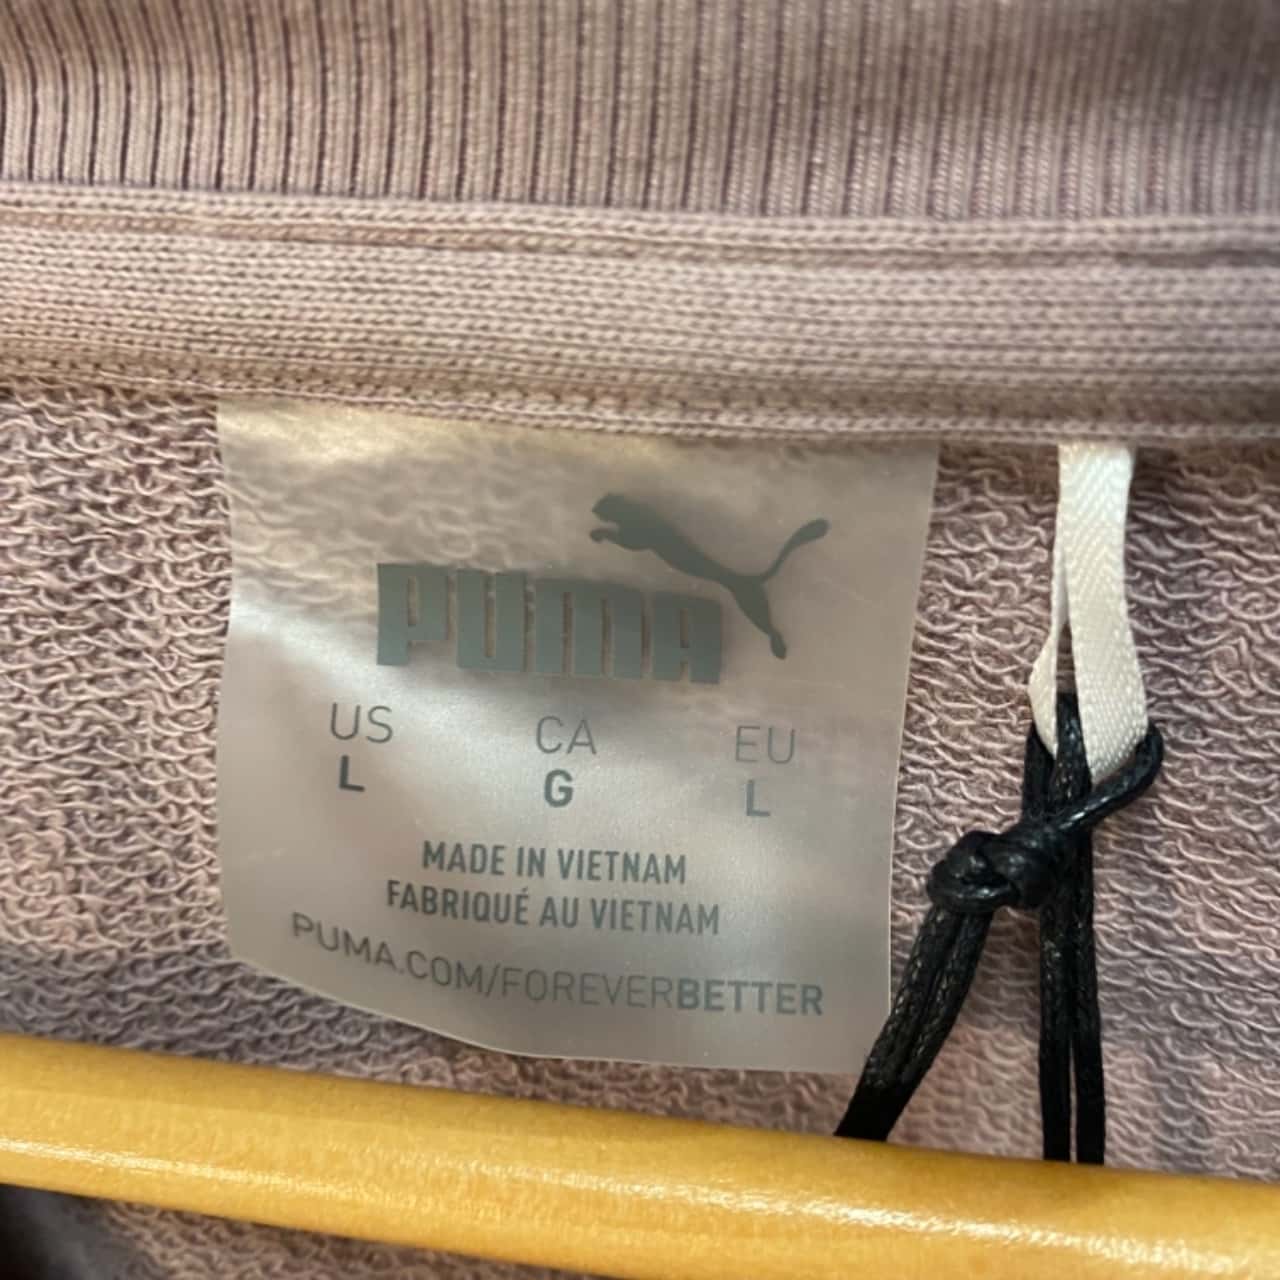 PUMA
US CA EU
L G L
MADE IN VIETNAM
FABRIQUÉ AU VIETNAM
PUMA.COM/FOREVERBETTER